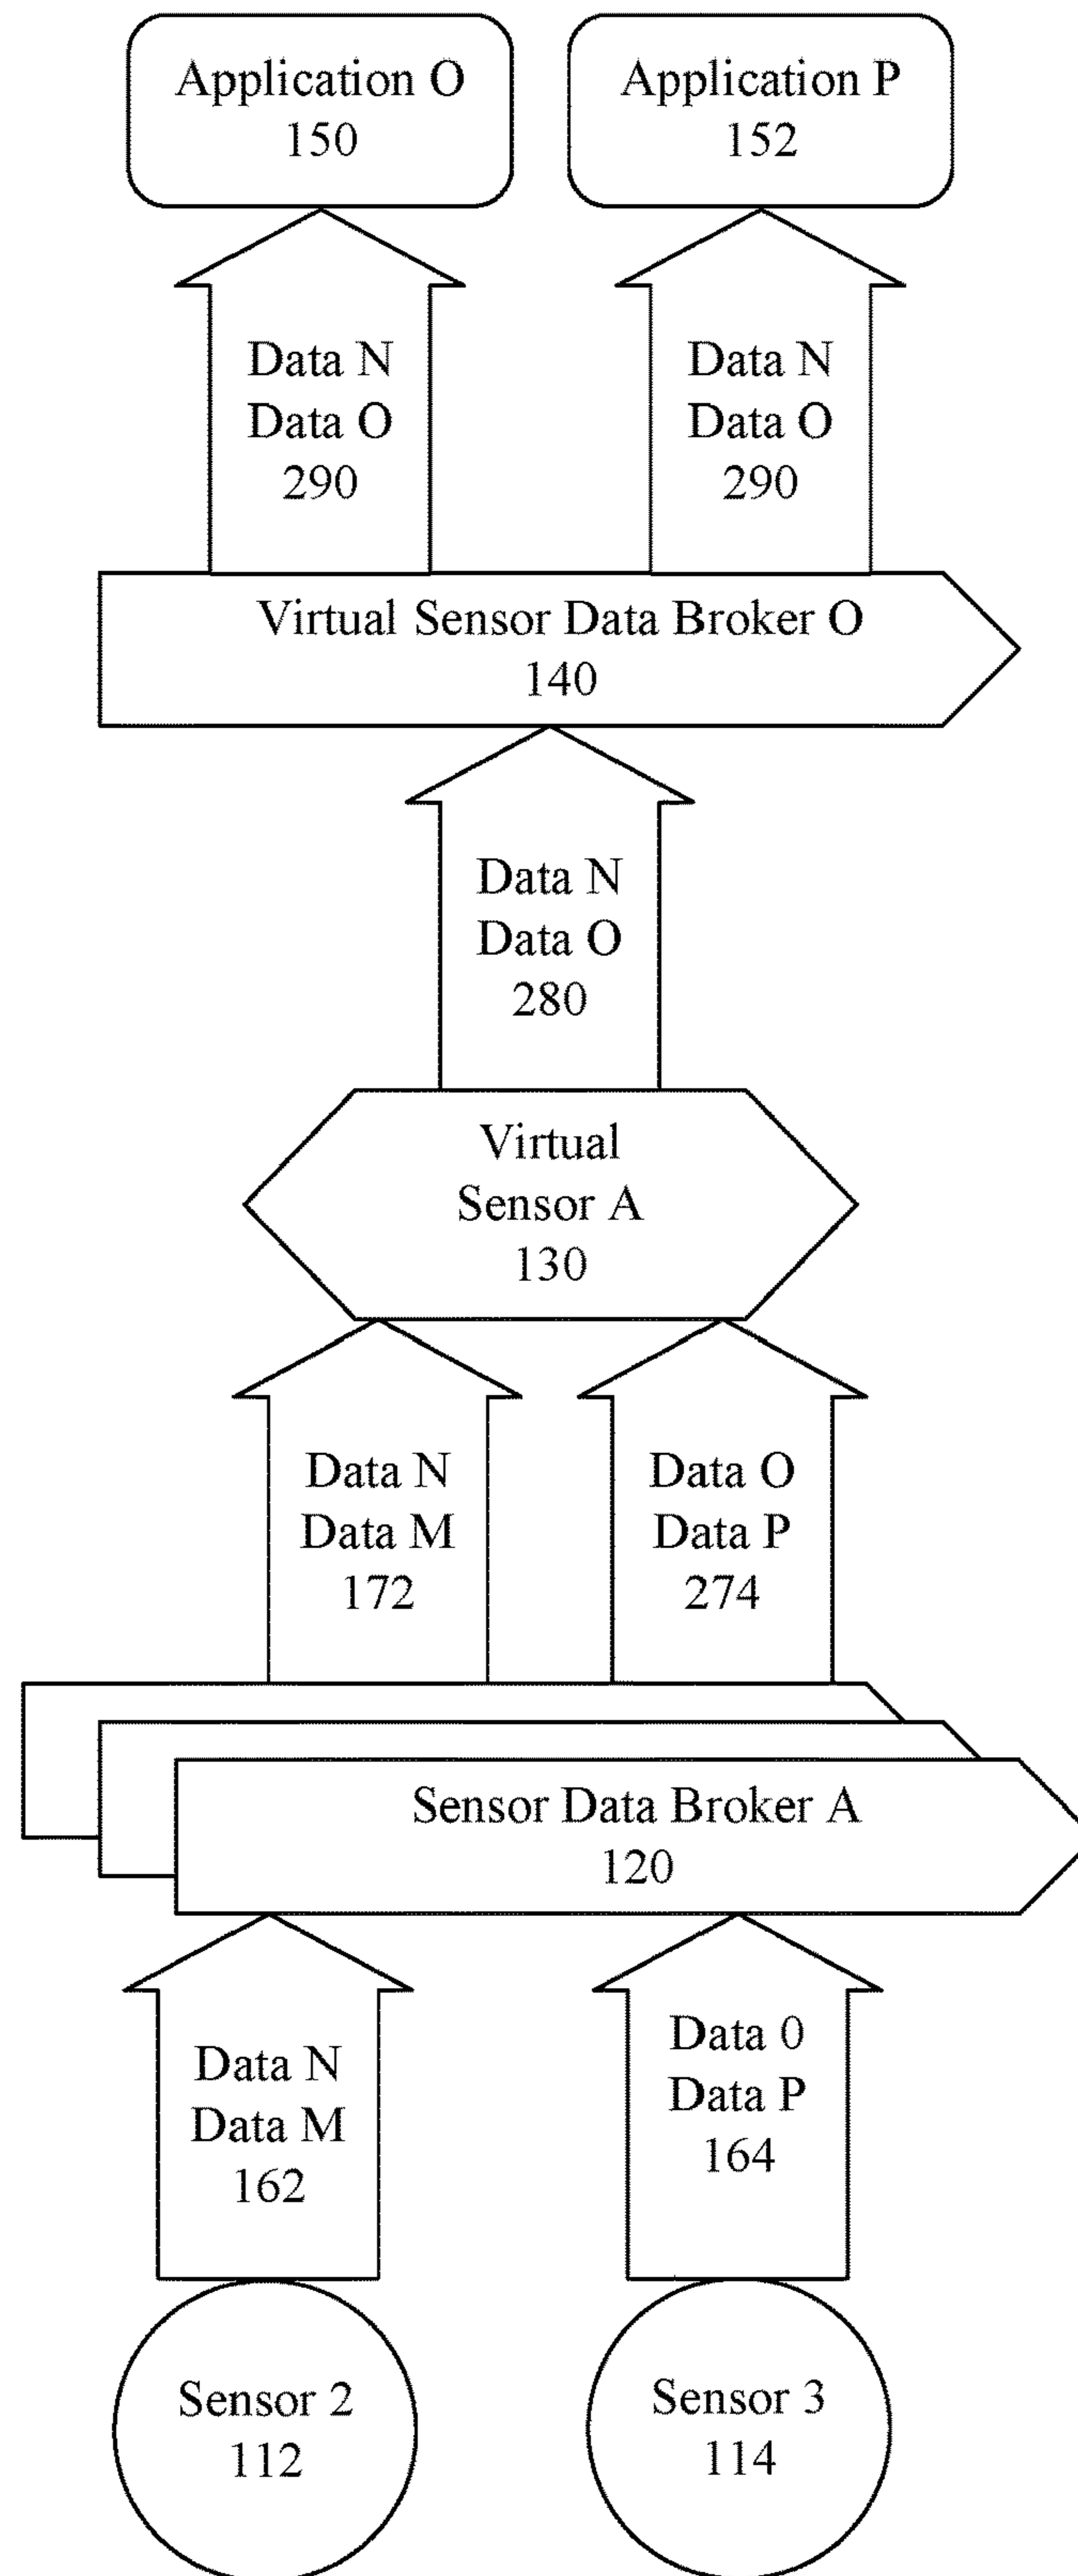 Application O
150
Application P
152
Data N
Data O
290
Data N
Data O
290
Virtual Sensor Data Broker O
140
Data N
Data O
280
Virtual
Sensor A
130
Data N
Data M
172
Data O
Data P
274
Sensor Data Broker A
120
Data N
Data M
162
Data 0
Data P
164
Sensor 2
112
Sensor 3
114